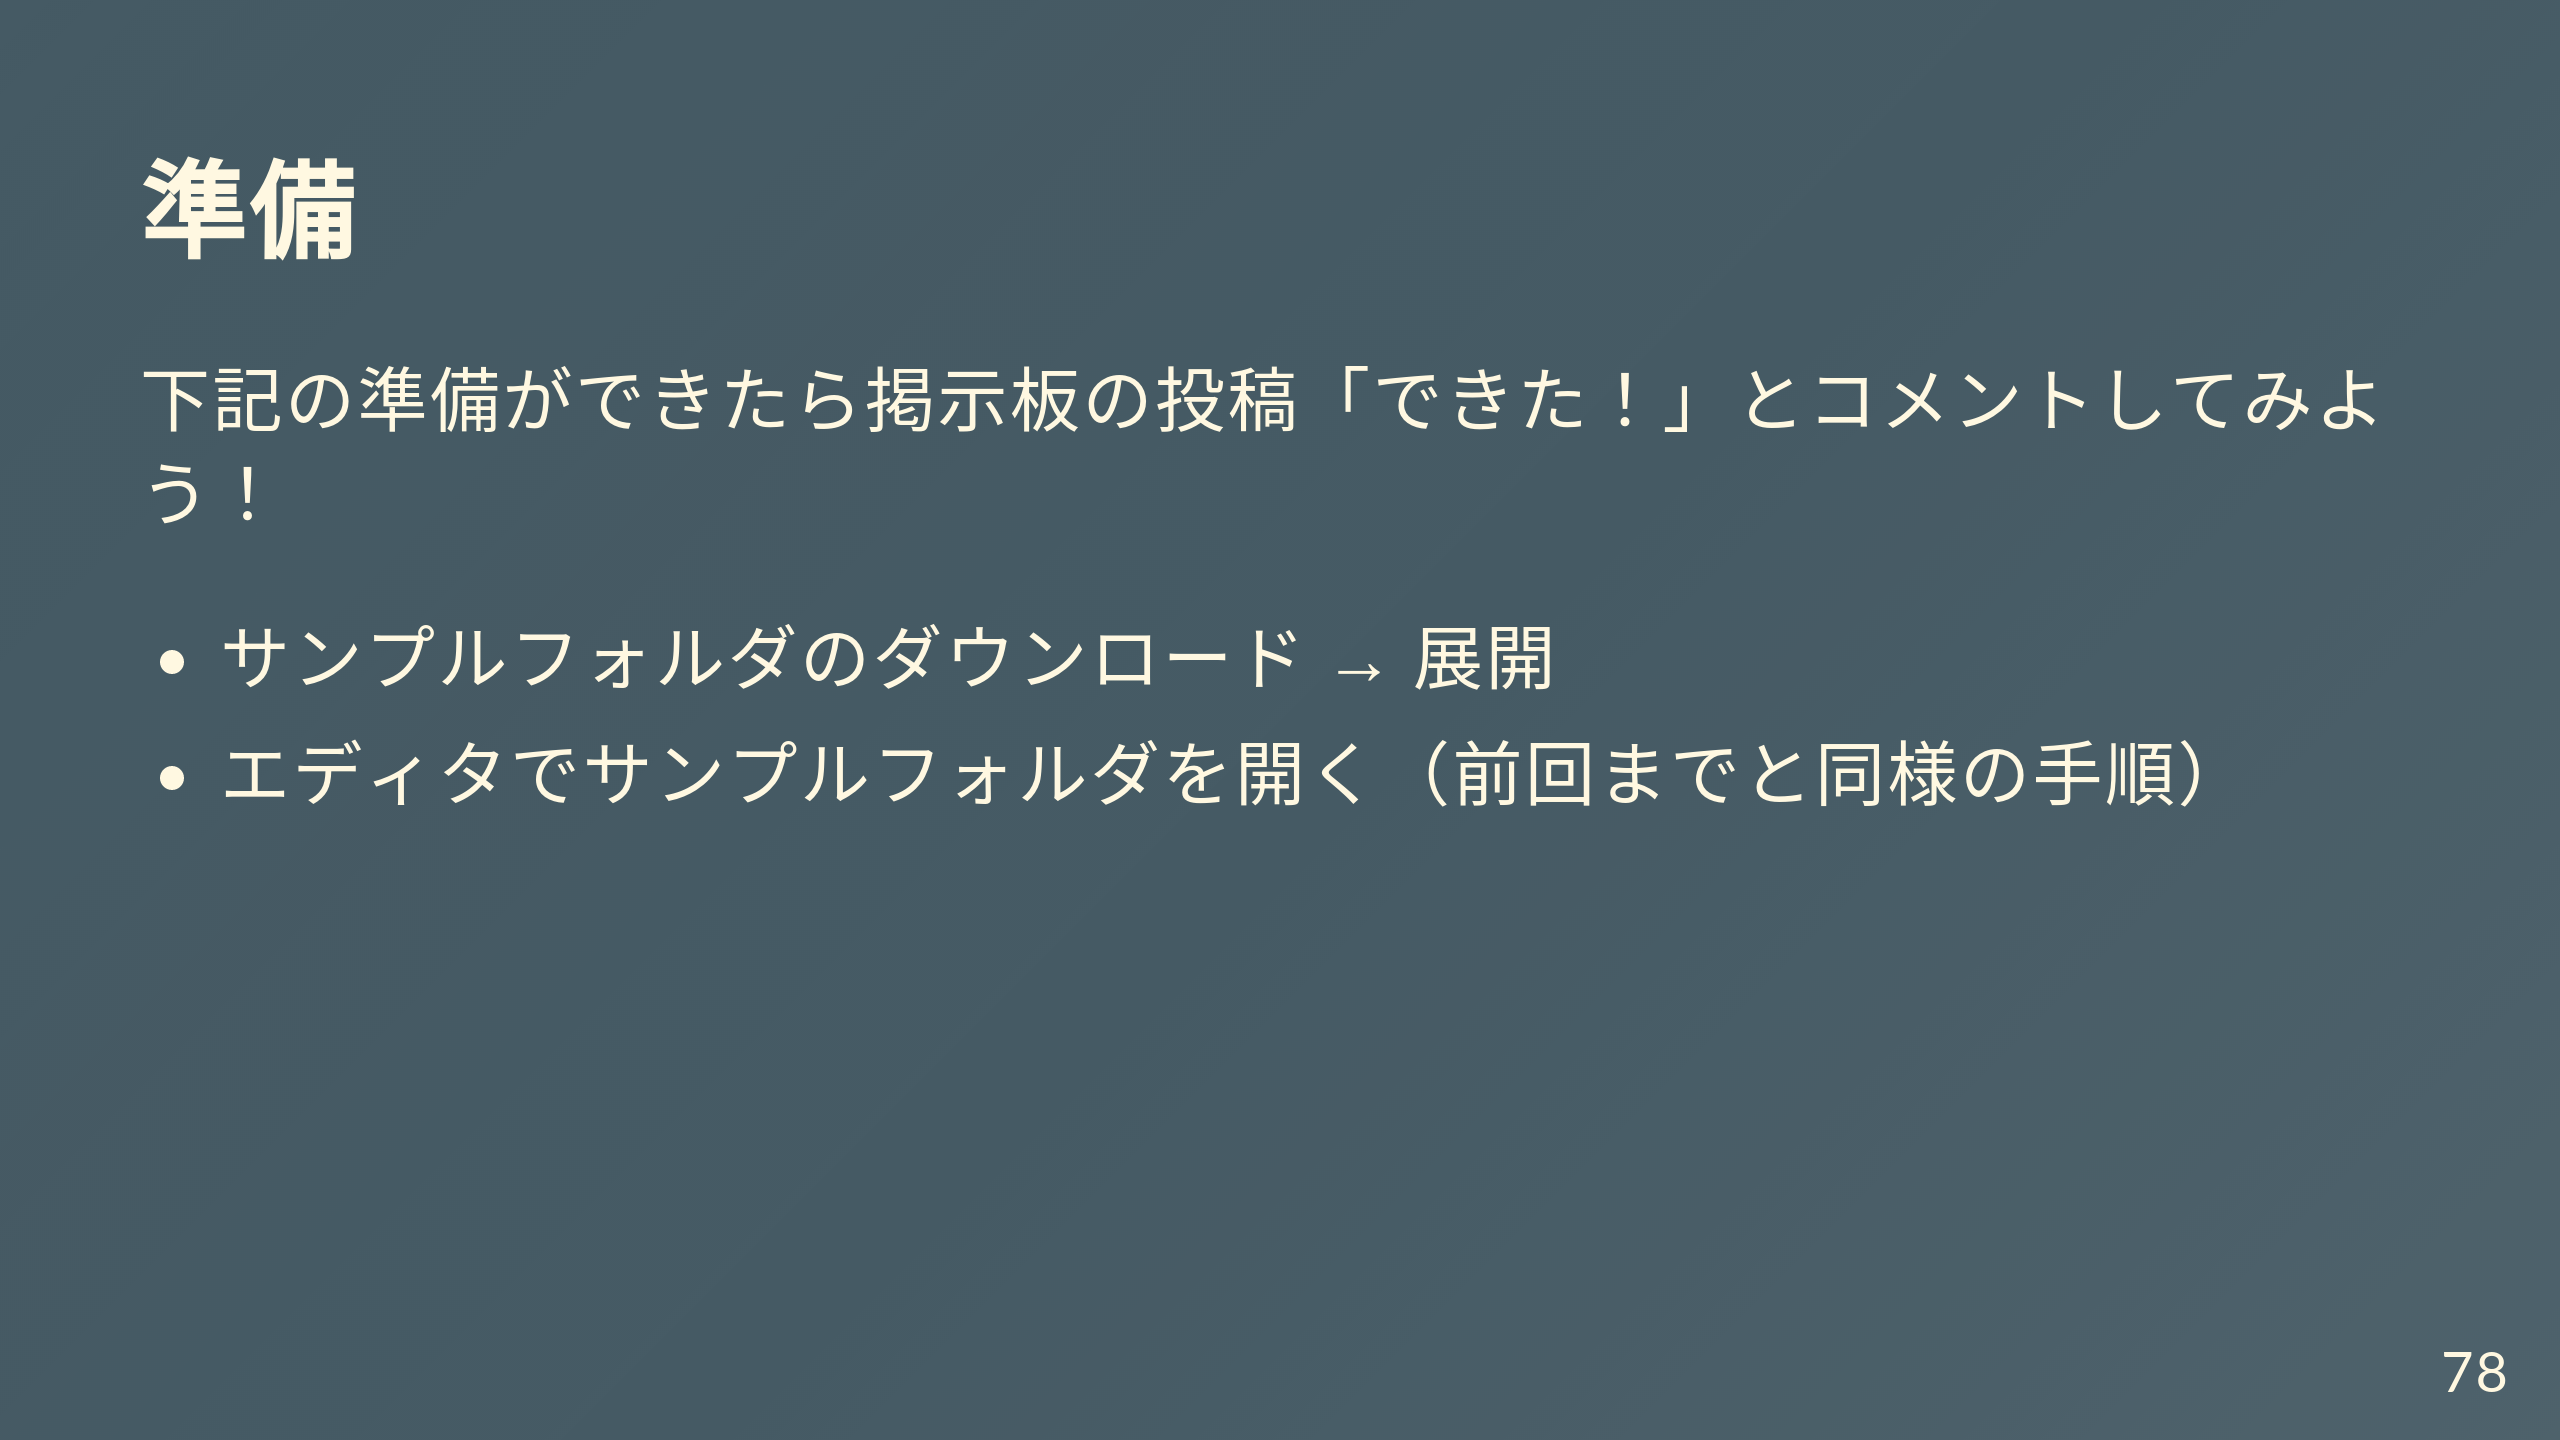 準備
下記の準備ができたら掲示板の投稿「できた！」とコメントしてみよ
う！
• サンプルフォルダのダウンロード → 展開
• エディタでサンプルフォルダを開く（前回までと同様の手順）
78